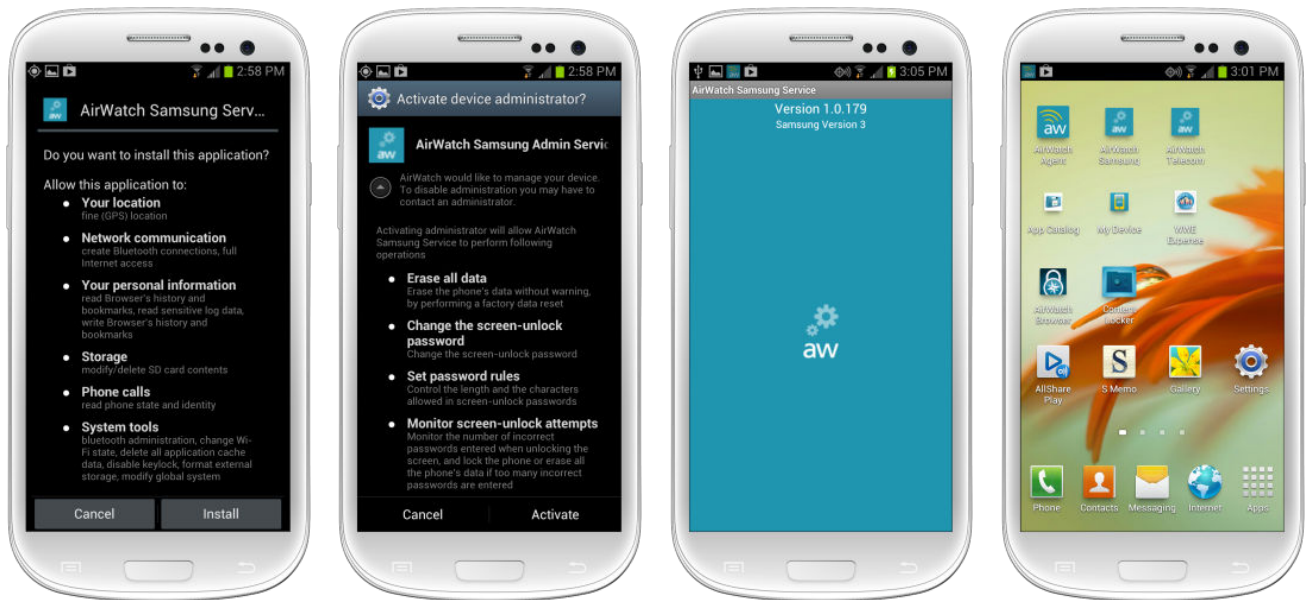 2:58 PM
aw
AirWatch Samsung Serv...
Do you want to install this application?
Allow this application to:
Your location
fine (GPS) location
Network communication
create Bluetooth connections, full
Internet access
Your personal information
read Browser's history and
bookmarks, read sensitive log data,
write Browser's history and
bookmarks
Storage
modify/delete SD card contents
Phone calls
read phone state and identity
System tools
bluetooth administration, change Wi-
Fi state, delete all application cache
data, disable keylock, format external
storage, modify global system
Cancel Install
2:58 PM
Activate device administrator?
aw
AirWatch Samsung Admin Servic
AirWatch would like to manage your device.
To disable administration you may have to
contact an administrator.
Activating administrator will allow AirWatch
Samsung Service to perform following
operations
Erase all data
Erase the phone's data without warning,
by performing a factory data reset
Change the screen-unlock
password
Change the screen-unlock password
Set password rules
Control the length and the characters
allowed in screen-unlock passwords
Monitor screen-unlock attempts
Monitor the number of incorrect
passwords entered when unlocking the
screen, and lock the phone or erase all
the phone's data if too many incorrect
passwords are entered
Cancel Activate
3:05 PM
AirWatch Samsung Service
Version 1.0.179
Samsung Version 3
aw
3:01 PM
aw aw aw
AirWatch AirWatch AirWatch
Agent Samsung Telecom
App Catalog My Device WWE
Expense
AirWatch Content
Browser Locker
S
AllShare S Memo Gallery Settings
Play
Phone Contacts Messaging Internet Apps